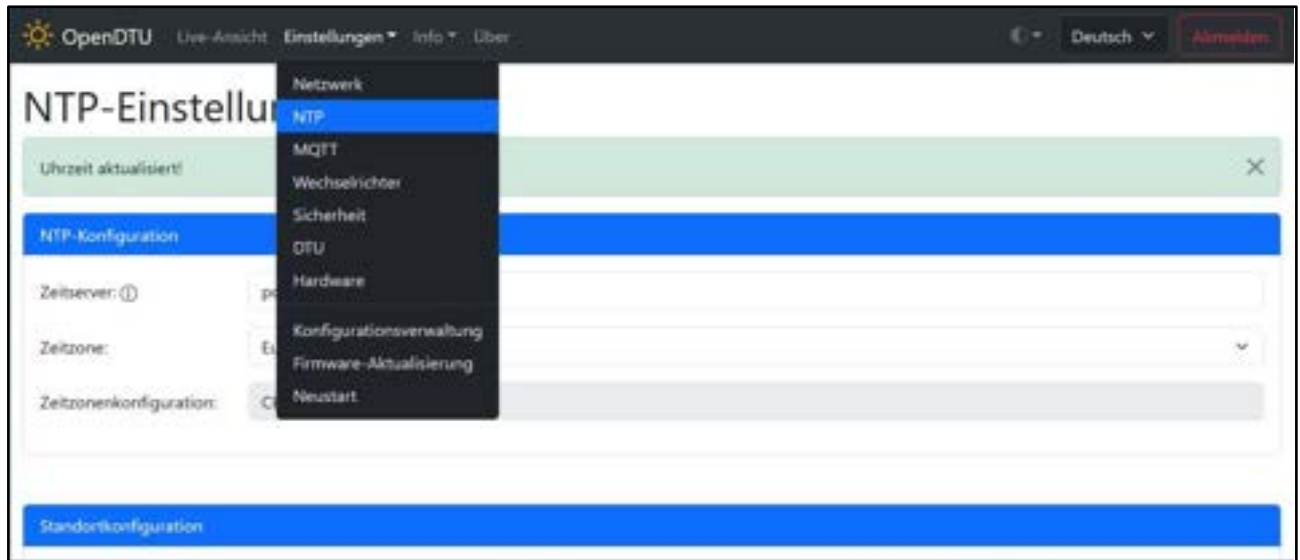 OpenDTU Live-Ansicht Einstellungen Info Über Deutsch Abmelden
Netzwerk
NTP-Einstellu
NTP
MQTT
Uhrzeit aktualisiert!
Wechselrichter
Sicherheit
NTP-Konfiguration
DTU
Hardware
Zeitserver:
Konfigurationsverwaltung
Zeitzone:
Firmware-Aktualisierung
Zeitzonenkonfiguration:
Neustart
Standortkonfiguration